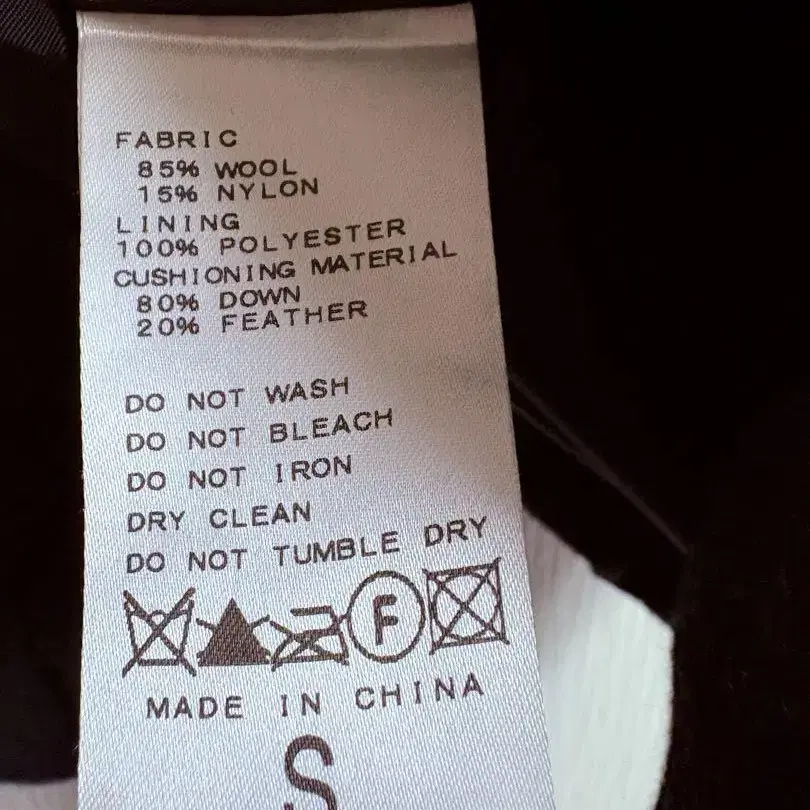 FABRIC
85% WOOL
15% NYLON
LINING
100% POLYESTER
CUSHIONING MATERIAL
80% DOWN
20% FEATHER
DO NOT WASH
DO NOT BLEACH
DO NOT IRON
DRY CLEAN
DO NOT TUMBLE DRY
F
MADE IN CHINA
S